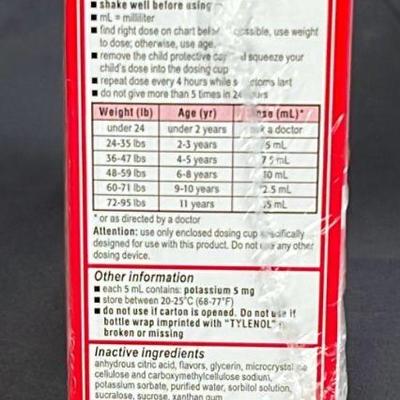 ■ shake well before using
■ mL = milliliter
■ find right dose on chart If possible, use weight
to dose; otherwise, use age.
■ remove the child protective cap and squeeze your
child's dose into the dosing cup
■ repeat dose every 4 hours while symptoms last
■ do not give more than 5 times in 24 hours
Weight (lb) Age (yr) Dose (mL)*
under 24 under 2 years ask a doctor
24-35 lbs 2-3 years 5 mL
36-47 lbs 4-5 years 7.5 mL
48-59 lbs 6-8 years 10 mL
60-71 lbs 9-10 years 12.5 mL
72-95 lbs 11 years 15 mL
* or as directed by a doctor
Attention: use only enclosed dosing cup specifically
designed for use with this product. Do not use any other
dosing device.
Other information
■ each 5 mL contains: potassium 5 mg
■ store between 20-25°C (68-77°F)
■ do not use if carton is opened. Do not use if
bottle wrap imprinted with "TYLENOL" is
broken or missing
Inactive ingredients
anhydrous citric acid, flavors, glycerin, microcrystalline
cellulose and carboxymethylcellulose sodium,
potassium sorbate, purified water, sorbitol solution,
sucralose, sucrose, xanthan gum